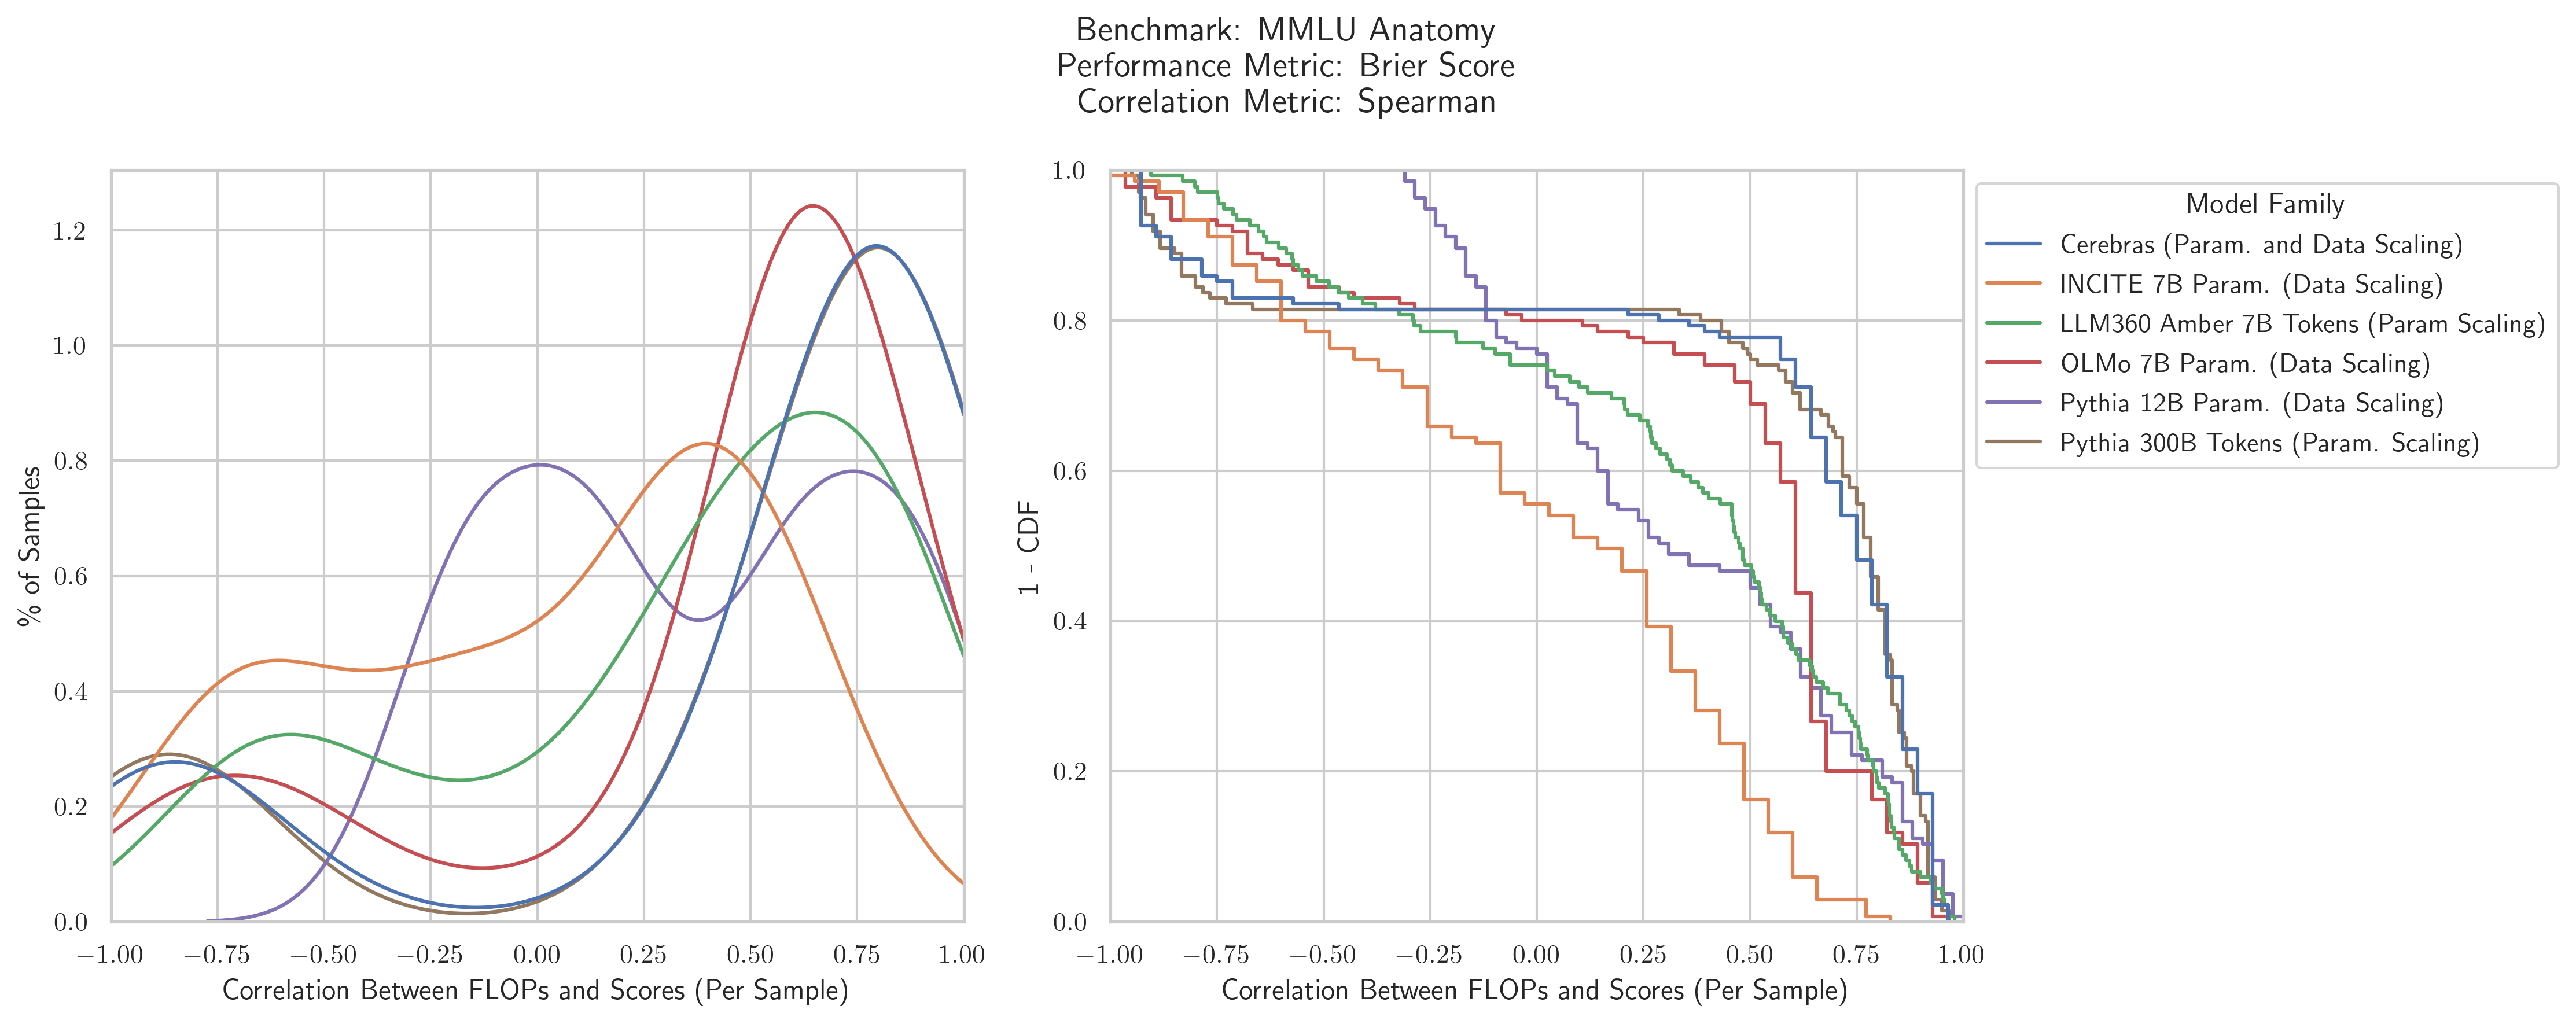 Benchmark: MMLU Anatomy
Performance Metric: Brier Score
Correlation Metric: Spearman
% of Samples
1.2
1.0
0.8
0.6
0.4
0.2
0.0
−1.00 −0.75 −0.50 −0.25 0.00 0.25 0.50 0.75 1.00
Correlation Between FLOPs and Scores (Per Sample)
1 - CDF
1.0
0.8
0.6
0.4
0.2
0.0
−1.00 −0.75 −0.50 −0.25 0.00 0.25 0.50 0.75 1.00
Correlation Between FLOPs and Scores (Per Sample)
Model Family
Cerebras (Param. and Data Scaling)
INCITE 7B Param. (Data Scaling)
LLM360 Amber 7B Tokens (Param Scaling)
OLMo 7B Param. (Data Scaling)
Pythia 12B Param. (Data Scaling)
Pythia 300B Tokens (Param. Scaling)